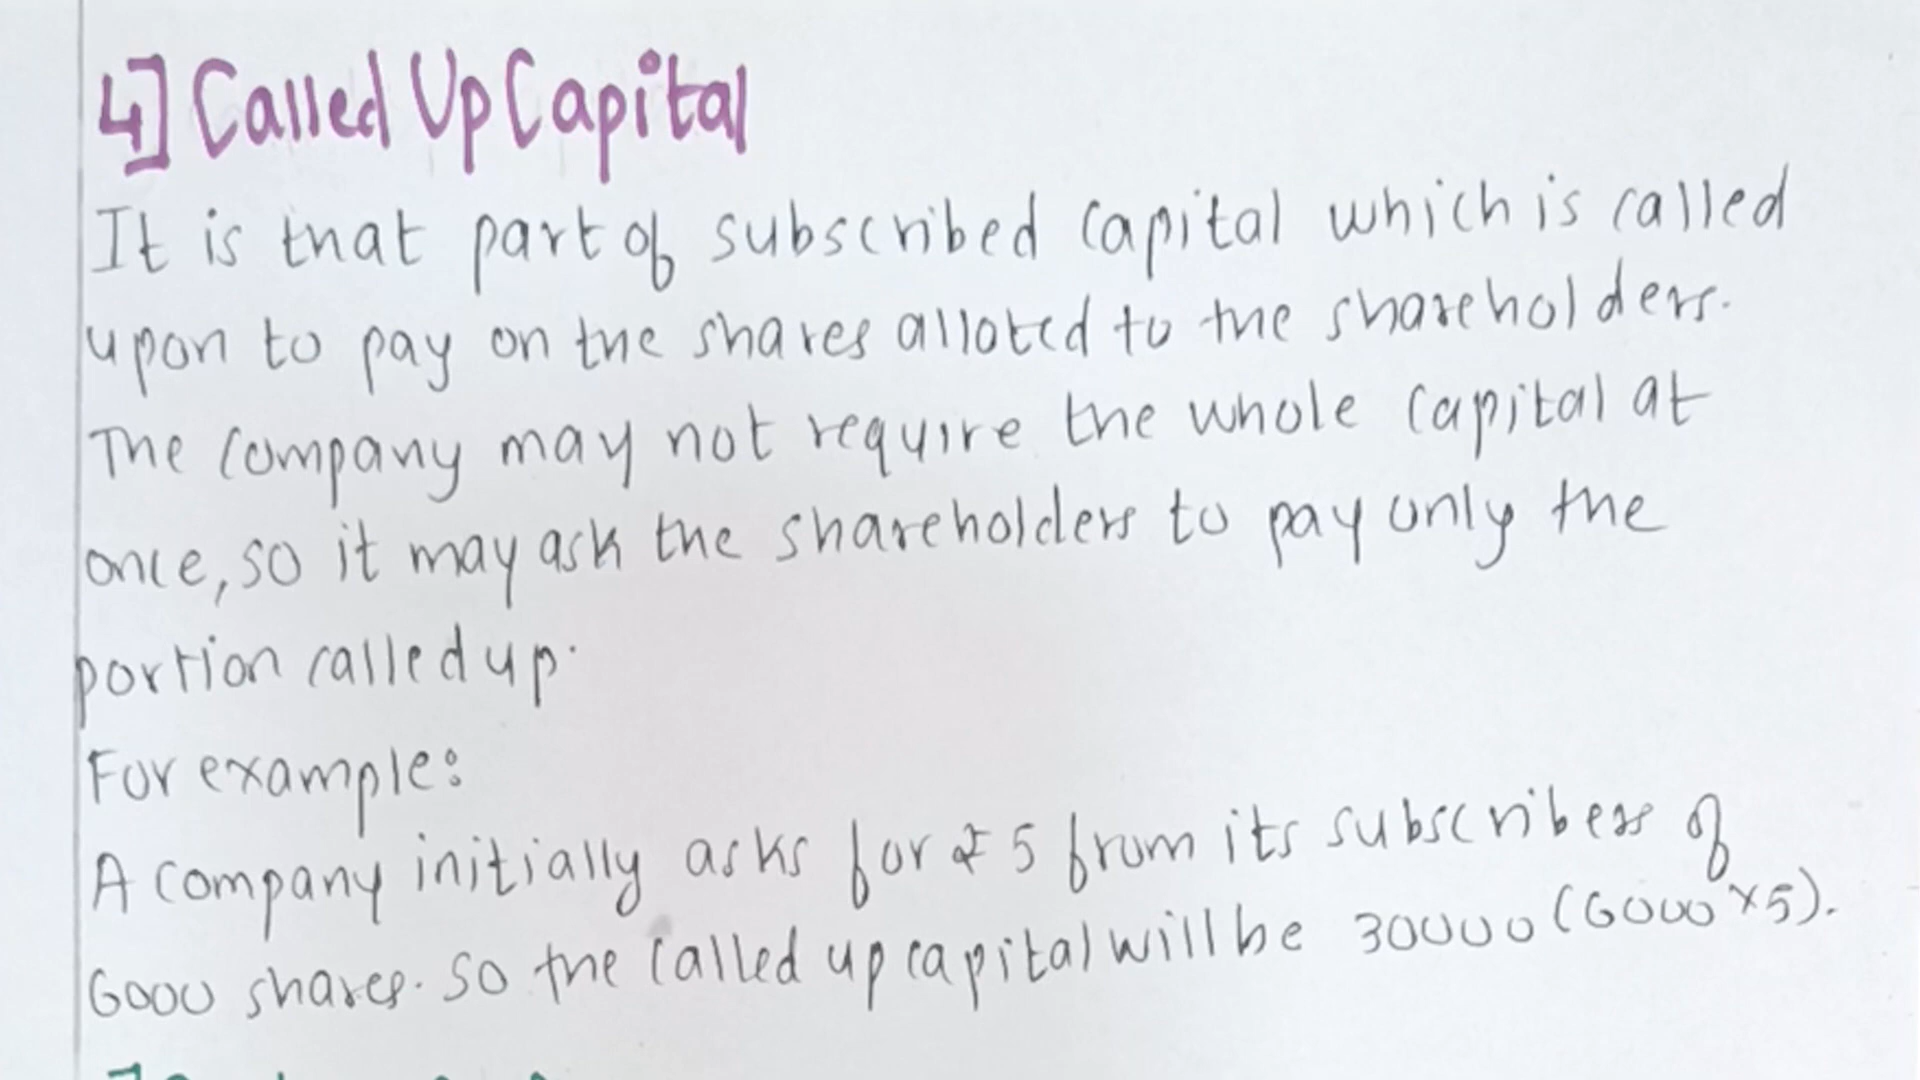 4] Called Up Capital
It is that part of subscribed capital which is called
upon to pay on the shares alloted to the shareholders.
The company may not require the whole capital at
once, so it may ask the shareholders to pay only the
portion called up.
For example:
A company initially asks for ₹ 5 from its subscribers of
6000 shares. So the called up capital will be 30000 (6000 × 5).